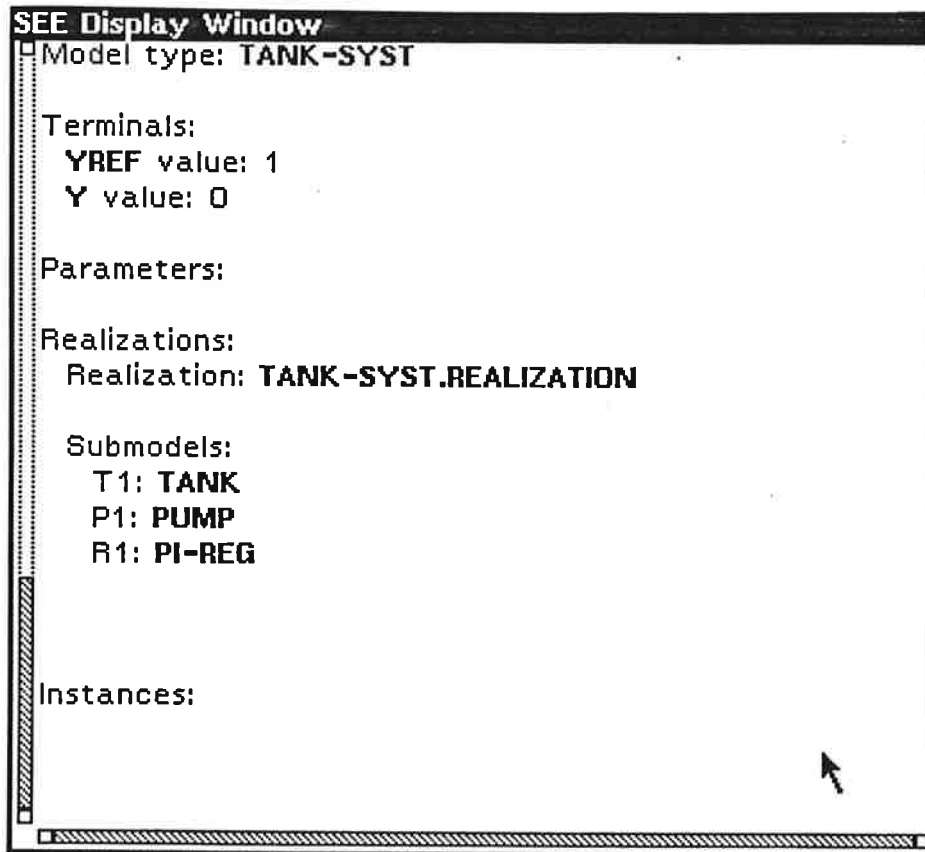 SEE Display Window
Model type: TANK-SYST
Terminals:
YREF value: 1
Y value: 0
Parameters:
Realizations:
Realization: TANK-SYST.REALIZATION
Submodels:
T1: TANK
P1: PUMP
R1: PI-REG
Instances: